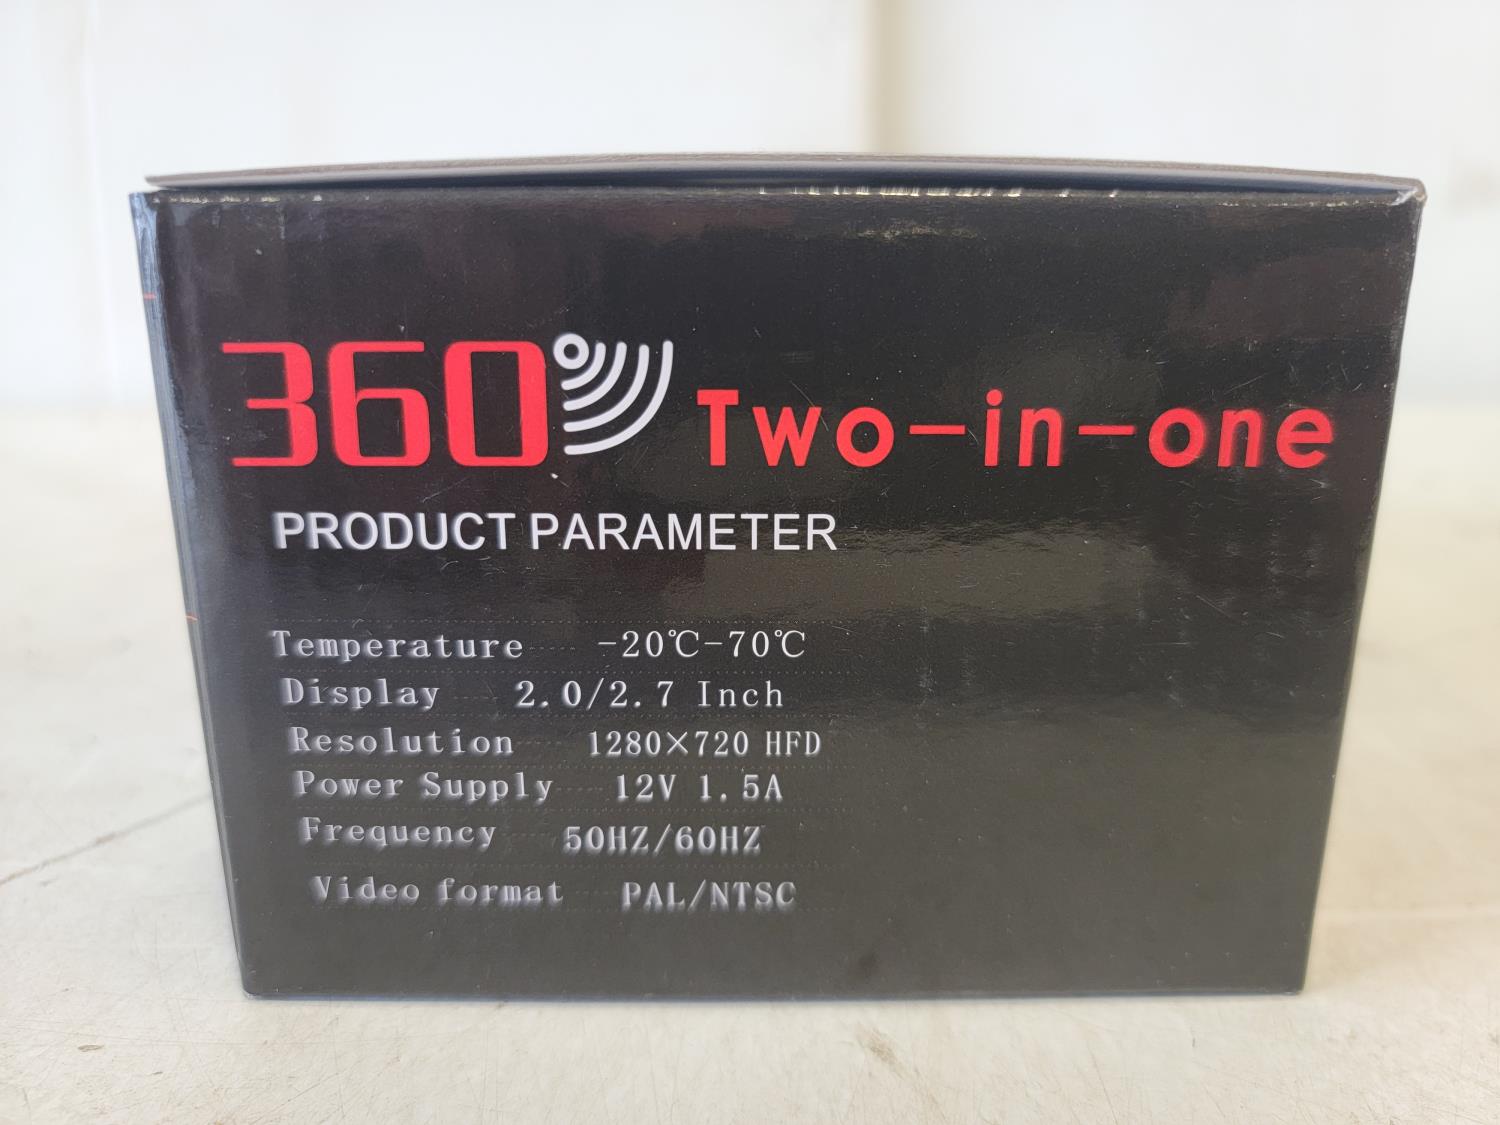 360 Two-in-one
PRODUCT PARAMETER
Temperature -20℃-70℃
Display 2.0/2.7 Inch
Resolution 1280×720 HFD
Power Supply 12V 1.5A
Frequency 50HZ/60HZ
Video format PAL/NTSC